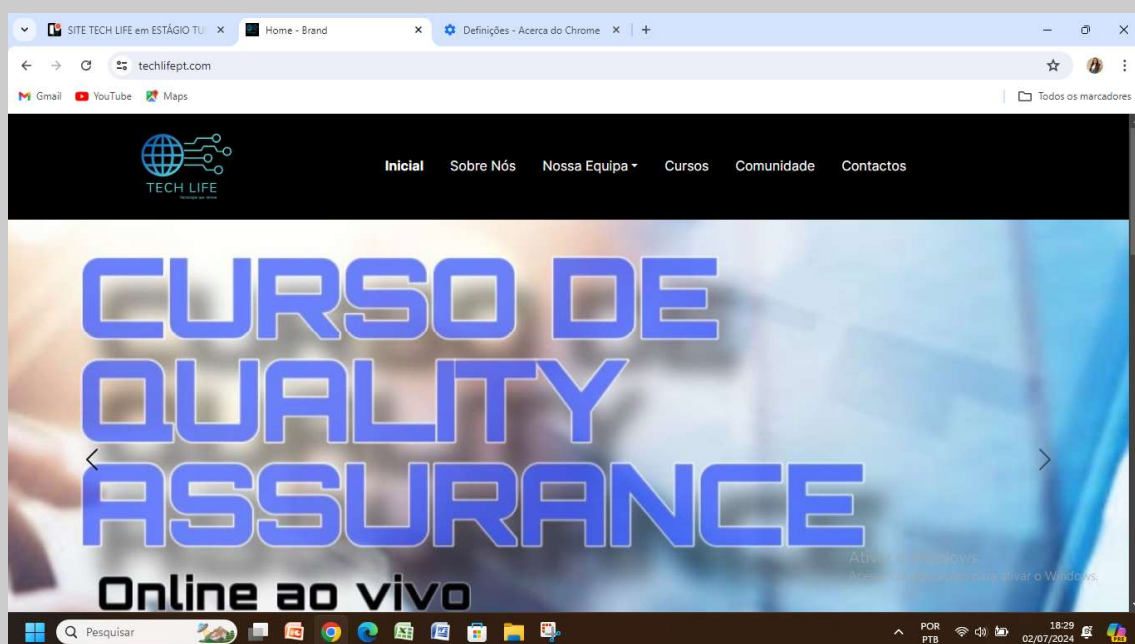 SITE TECH LIFE em ESTÁGIO TU
Home - Brand
Definições - Acerca do Chrome
techlifept.com
Gmail
YouTube
Maps
Todos os marcadores
TECH LIFE
Inicial
Sobre Nós
Nossa Equipa
Cursos
Comunidade
Contactos
CURSO DE
QUALITY
ASSURANCE
Online ao vivo
para ativar o Windows.
Pesquisar
POR
PTB
18:29
02/07/2024